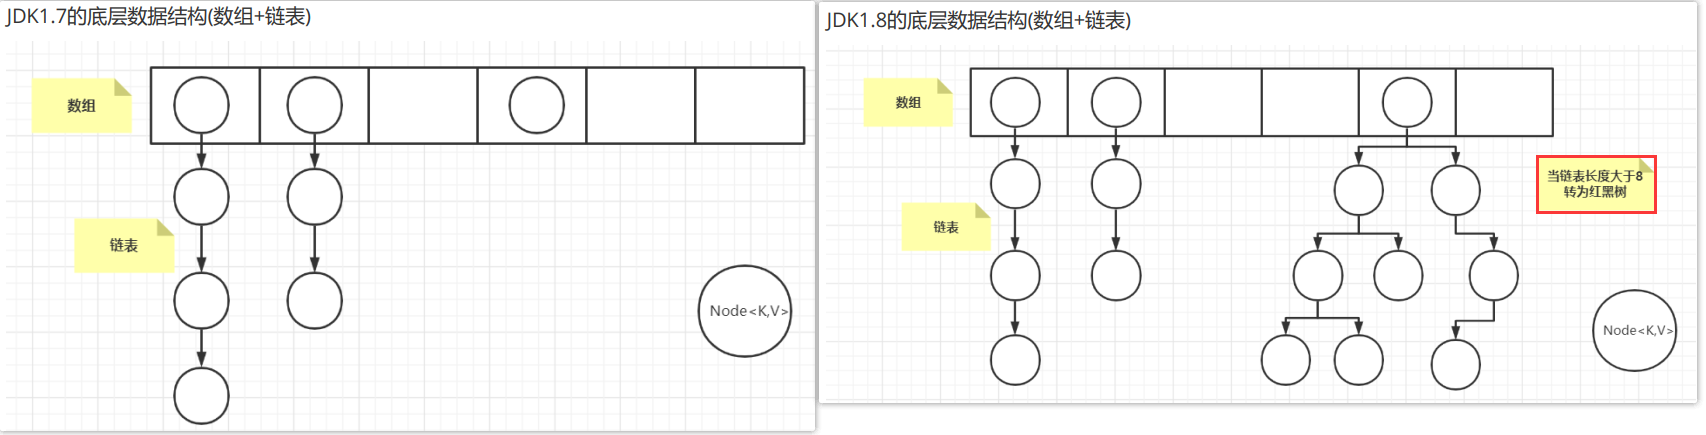 JDK1.7的底层数据结构(数组+链表)
数组
链表
Node<K,V>
JDK1.8的底层数据结构(数组+链表)
数组
当链表长度大于8
转为红黑树
链表
Node<K,V>